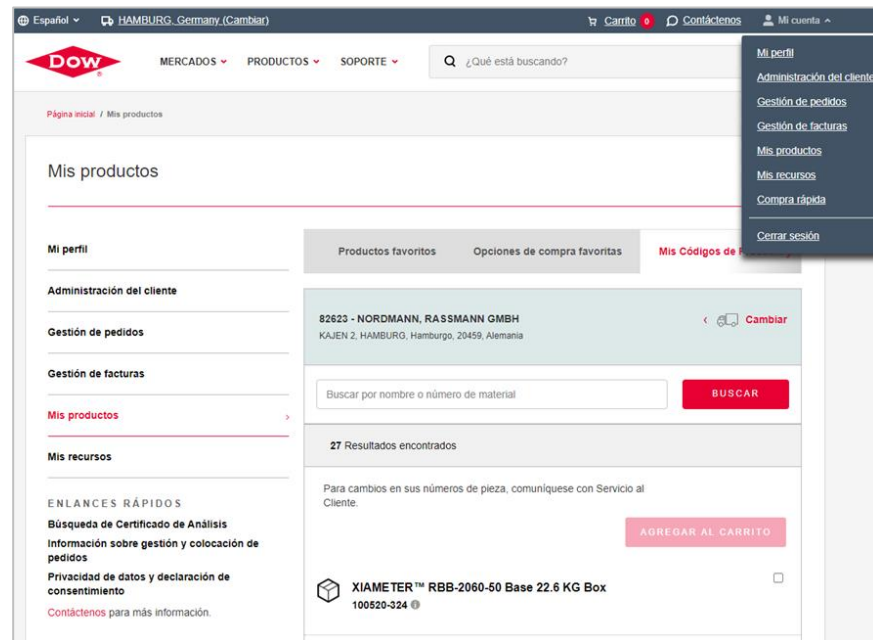 Español
HAMBURG, Germany (Cambiar)
Carrito 0
Contáctenos
Mi cuenta
DOW
MERCADOS
PRODUCTOS
SOPORTE
¿Qué está buscando?
Mi perfil
Administración del cliente
Gestión de pedidos
Gestión de facturas
Mis productos
Mis recursos
Compra rápida
Cerrar sesión
Página inicial / Mis productos
Mis productos
Mi perfil
Administración del cliente
Gestión de pedidos
Gestión de facturas
Mis productos
Mis recursos
ENLANCES RÁPIDOS
Búsqueda de Certificado de Análisis
Información sobre gestión y colocación de
pedidos
Privacidad de datos y declaración de
consentimiento
Contáctenos para más información.
Productos favoritos
Opciones de compra favoritas
Mis Códigos de
82623 - NORDMANN, RASSMANN GMBH
KAJEN 2, HAMBURG, Hamburgo, 20459, Alemania
Cambiar
Buscar por nombre o número de material
BUSCAR
27 Resultados encontrados
Para cambios en sus números de pieza, comuníquese con Servicio al
Cliente.
AGREGAR AL CARRITO
XIAMETER™ RBB-2060-50 Base 22.6 KG Box
100520-324